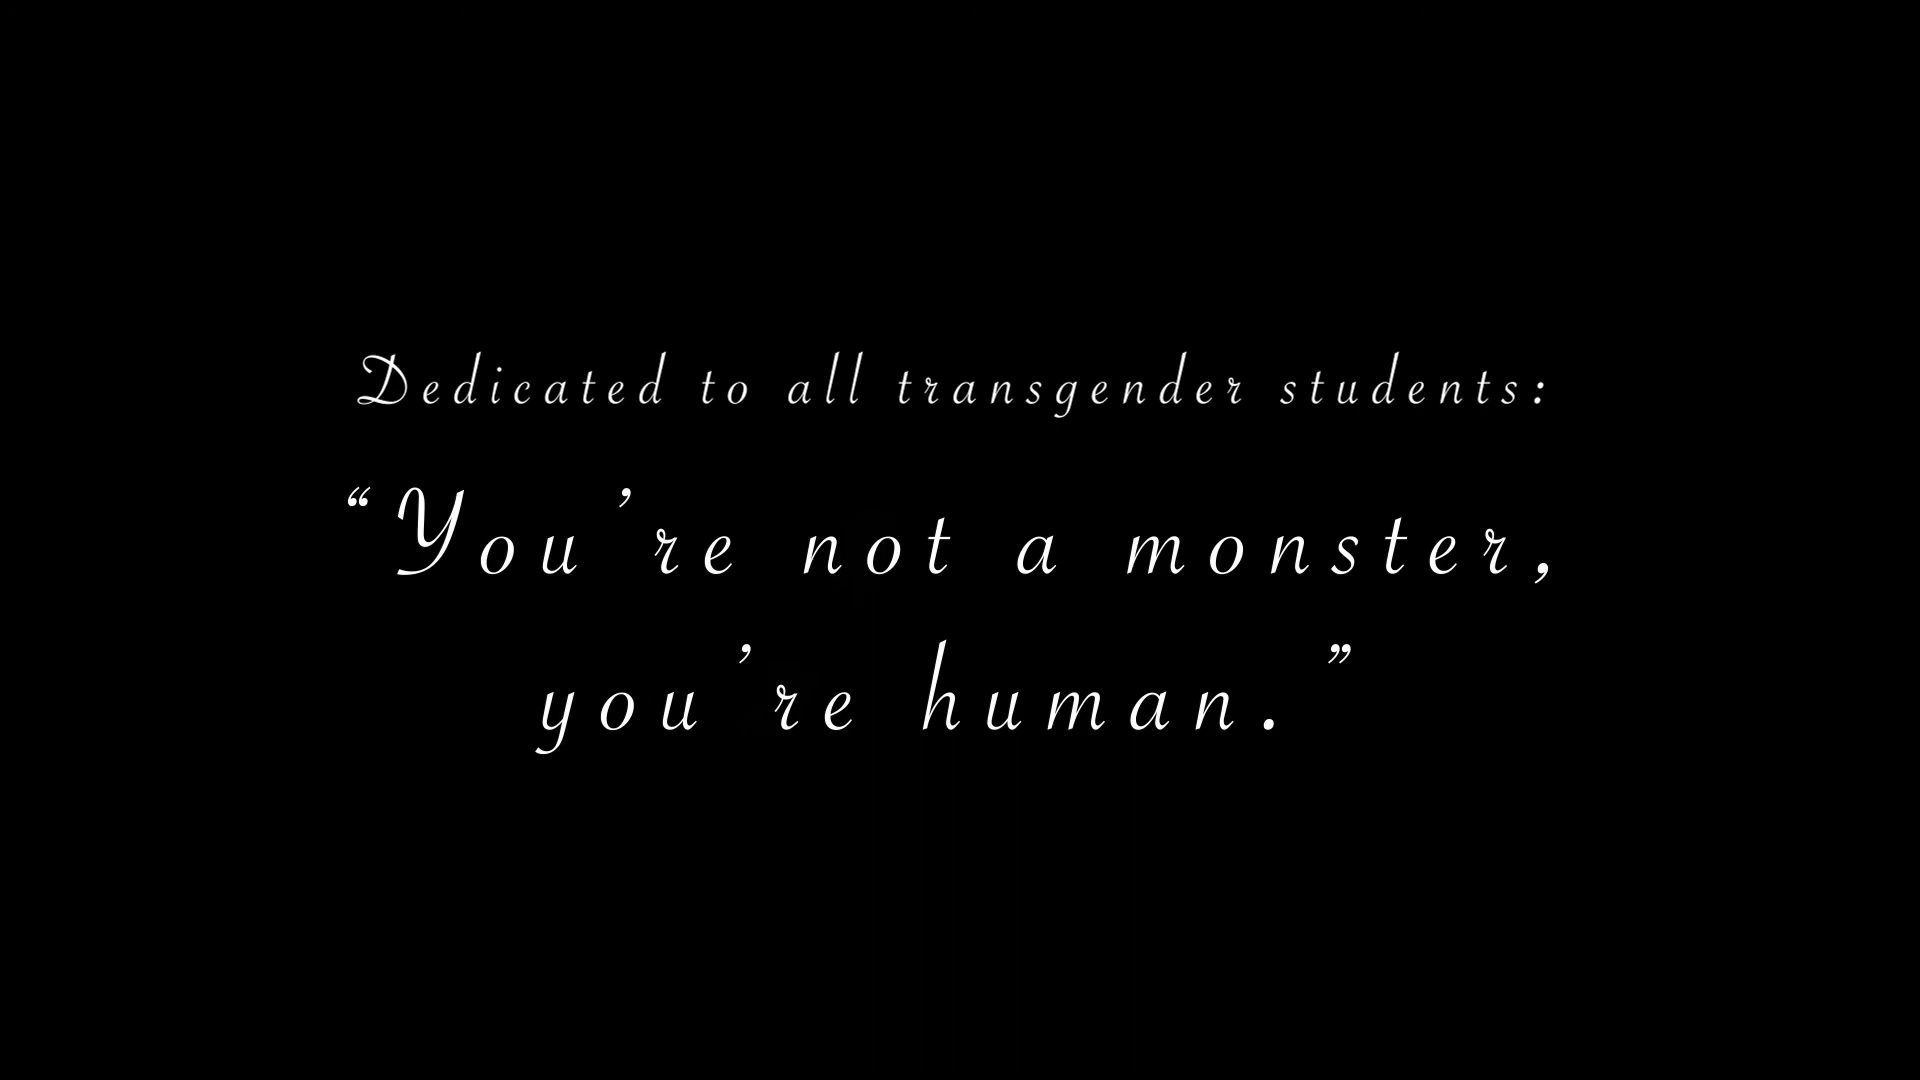 Dedicated to all transgender students:
“You’re not a monster,
you’re human.”